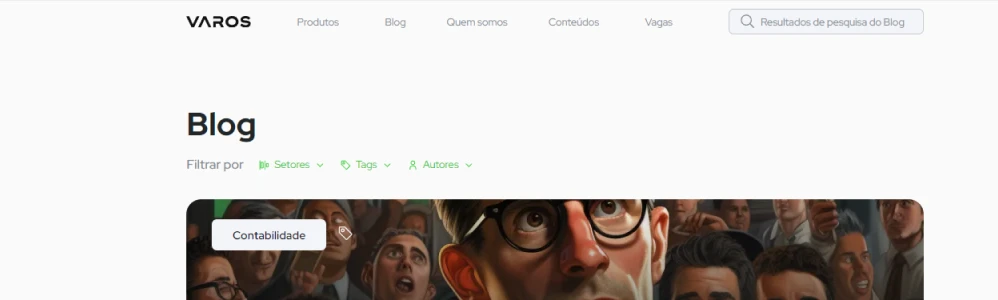 VAROS Produtos Blog Quem somos Conteúdos Vagas Resultados de pesquisa do Blog
Blog
Filtrar por Setores Tags Autores
Contabilidade